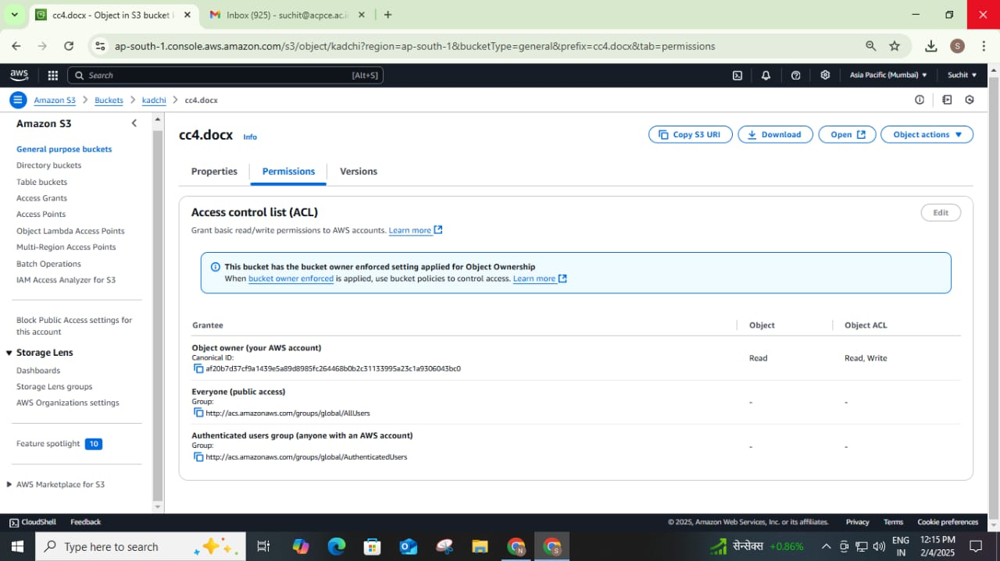 cc4.docx - Object in S3 bucket
Inbox (925) - suchit@acpce.ac.i
ap-south-1.console.aws.amazon.com/s3/object/kadchi?region=ap-south-1&bucketType=general&prefix=cc4.docx&tab=permissions
S
aws
Search
[Alt+S]
Asia Pacific (Mumbai)
Suchit
Amazon S3
Buckets
kadchi
cc4.docx
Amazon S3
General purpose buckets
Directory buckets
Table buckets
Access Grants
Access Points
Object Lambda Access Points
Multi-Region Access Points
Batch Operations
IAM Access Analyzer for S3
Block Public Access settings for
this account
Storage Lens
Dashboards
Storage Lens groups
AWS Organizations settings
Feature spotlight 10
AWS Marketplace for S3
cc4.docx Info
Copy S3 URI
Download
Open
Object actions
Properties
Permissions
Versions
Access control list (ACL)
Edit
Grant basic read/write permissions to AWS accounts. Learn more
This bucket has the bucket owner enforced setting applied for Object Ownership
When bucket owner enforced is applied, use bucket policies to control access. Learn more
Grantee Object Object ACL
Object owner (your AWS account)
Canonical ID:
af20b7d37cf9a1439e5a89d8985fc264468b0b2c31133995a23c1a9306043bc0
Read
Read, Write
Everyone (public access)
Group:
http://acs.amazonaws.com/groups/global/AllUsers
-
-
Authenticated users group (anyone with an AWS account)
Group:
http://acs.amazonaws.com/groups/global/AuthenticatedUsers
-
-
CloudShell
Feedback
© 2025, Amazon Web Services, Inc. or its affiliates.
Privacy
Terms
Cookie preferences
Type here to search
N
S
सेन्सेक्स +0.86%
ENG
IN
12:15 PM
2/4/2025